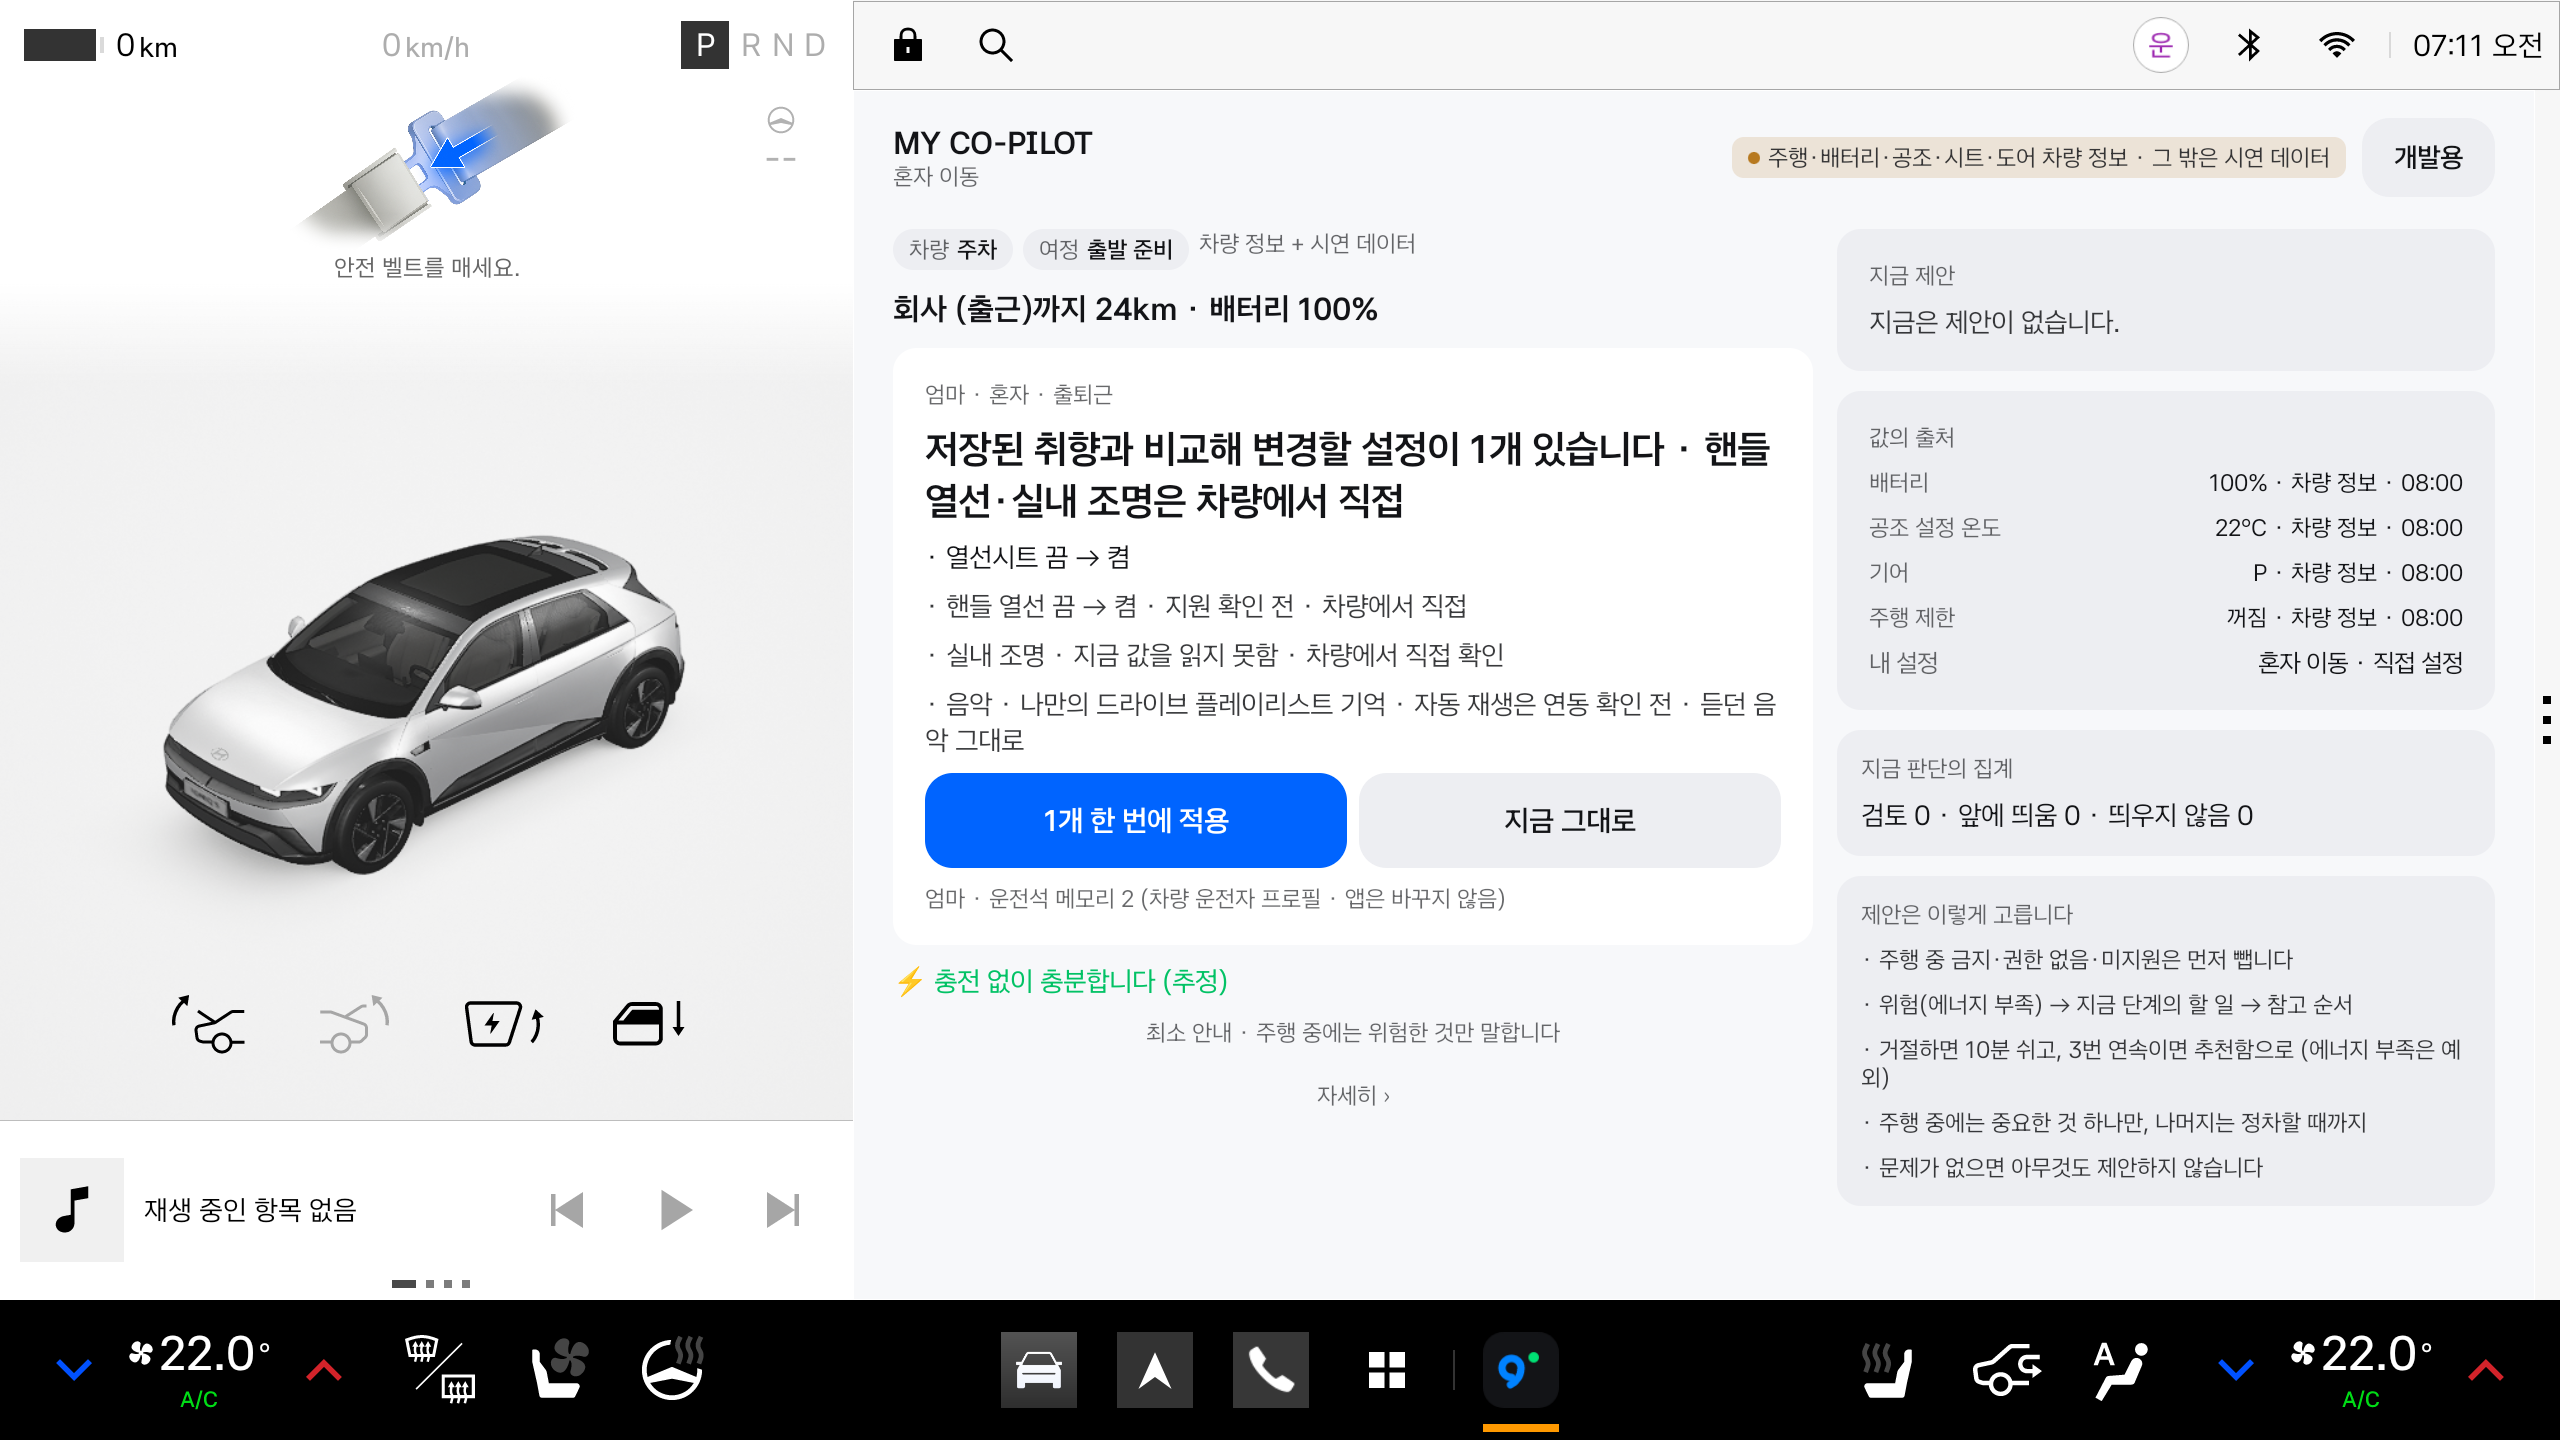 0 km
0 km/h
P R N D
07:11 오전
운
안전 벨트를 매세요.
MY CO-PILOT
혼자 이동
주행·배터리·공조·시트·도어 차량 정보 · 그 밖은 시연 데이터
개발용
차량 주차
여정 출발 준비
차량 정보 + 시연 데이터
회사 (출근)까지 24km · 배터리 100%
엄마 · 혼자 · 출퇴근
저장된 취향과 비교해 변경할 설정이 1개 있습니다 · 핸들
열선·실내 조명은 차량에서 직접
· 열선시트 끔 → 켬
· 핸들 열선 끔 → 켬 · 지원 확인 전 · 차량에서 직접
· 실내 조명 · 지금 값을 읽지 못함 · 차량에서 직접 확인
· 음악 · 나만의 드라이브 플레이리스트 기억 · 자동 재생은 연동 확인 전 · 듣던 음
악 그대로
1개 한 번에 적용
지금 그대로
엄마 · 운전석 메모리 2 (차량 운전자 프로필 · 앱은 바꾸지 않음)
⚡ 충전 없이 충분합니다 (추정)
최소 안내 · 주행 중에는 위험한 것만 말합니다
자세히 ›
지금 제안
지금은 제안이 없습니다.
값의 출처
배터리 100% · 차량 정보 · 08:00
공조 설정 온도 22°C · 차량 정보 · 08:00
기어 P · 차량 정보 · 08:00
주행 제한 꺼짐 · 차량 정보 · 08:00
내 설정 혼자 이동 · 직접 설정
지금 판단의 집계
검토 0 · 앞에 띄움 0 · 띄우지 않음 0
제안은 이렇게 고릅니다
· 주행 중 금지·권한 없음·미지원은 먼저 뺍니다
· 위험(에너지 부족) → 지금 단계의 할 일 → 참고 순서
· 거절하면 10분 쉬고, 3번 연속이면 추천함으로 (에너지 부족은 예
외)
· 주행 중에는 중요한 것 하나만, 나머지는 정차할 때까지
· 문제가 없으면 아무것도 제안하지 않습니다
재생 중인 항목 없음
22.0°
A/C
A
22.0°
A/C